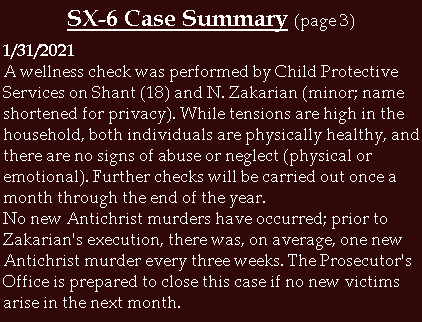 SX-6 Case Summary (page 3)
1/31/2021
A wellness check was performed by Child Protective
Services on Shant (18) and N. Zakarian (minor; name
shortened for privacy). While tensions are high in the
household, both individuals are physically healthy, and
there are no signs of abuse or neglect (physical or
emotional). Further checks will be carried out once a
month through the end of the year.
No new Antichrist murders have occurred; prior to
Zakarian's execution, there was, on average, one new
Antichrist murder every three weeks. The Prosecutor's
Office is prepared to close this case if no new victims
arise in the next month.